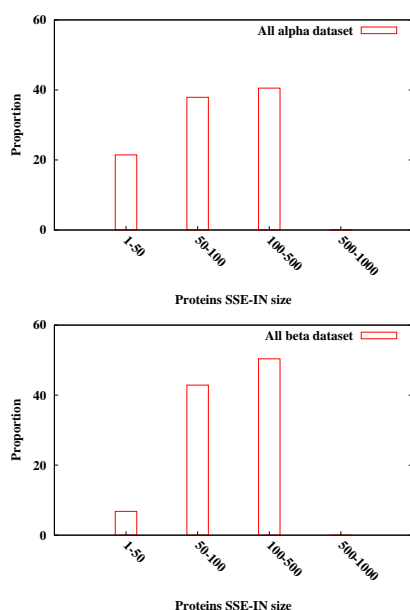 All alpha dataset
60
40
20
0
Proportion
1-50
50-100
100-500
500-1000
Proteins SSE-IN size
All beta dataset
60
40
20
0
Proportion
1-50
50-100
100-500
500-1000
Proteins SSE-IN size